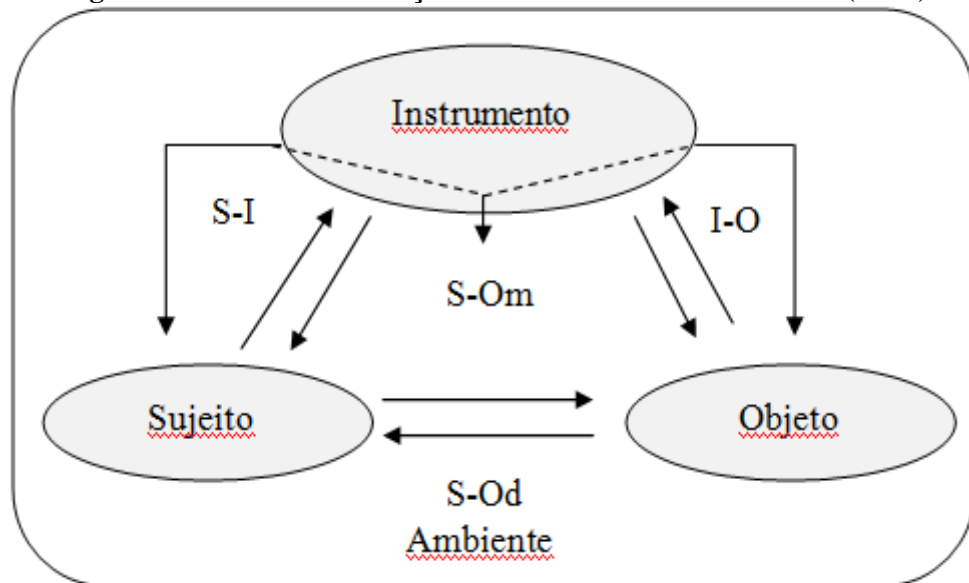 Instrumento
S-I
I-O
S-Om
Sujeito
Objeto
S-Od
Ambiente